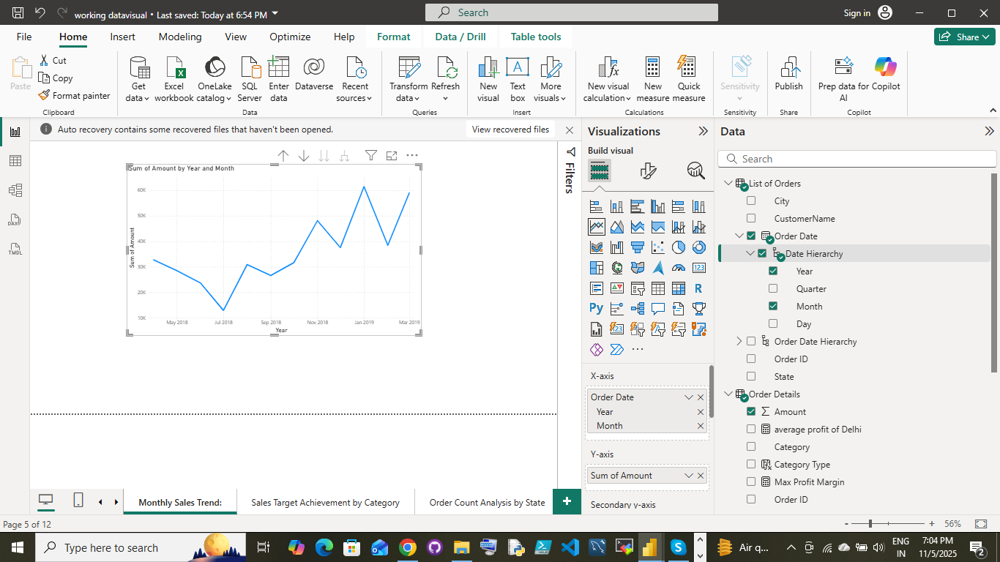 working datavisual • Last saved: Today at 6:54 PM
Search
Sign in
File
Home
Insert
Modeling
View
Optimize
Help
Format
Data / Drill
Table tools
Share
Paste
Cut
Copy
Format painter
Clipboard
Get data
Excel workbook
OneLake catalog
SQL Server
Enter data
Dataverse
Recent sources
Data
Transform data
Refresh
Queries
New visual
Text box
More visuals
Insert
New visual calculation
New measure
Quick measure
Calculations
Sensitivity
Sensitivity
Publish
Share
Prep data for AI
Copilot
Copilot
Auto recovery contains some recovered files that haven't been opened.
View recovered files
Sum of Amount by Year and Month
60K
50K
40K
30K
20K
10K
Sum of Amount
May 2018
Jul 2018
Sep 2018
Nov 2018
Jan 2019
Mar 2019
Year
Filters
DAX
TMDL
Visualizations
Build visual
123
R
Py
123
X-axis
Order Date
Year
Month
Y-axis
Sum of Amount
Secondary y-axis
Data
Search
List of Orders
City
CustomerName
Order Date
Date Hierarchy
Year
Quarter
Month
Day
Order Date Hierarchy
Order ID
State
Order Details
Amount
average profit of Delhi
Category
Category Type
Max Profit Margin
Order ID
Monthly Sales Trend:
Sales Target Achievement by Category
Order Count Analysis by State
Page 5 of 12
56%
Type here to search
Air q...
ENG
IN
7:04 PM
11/5/2025
2